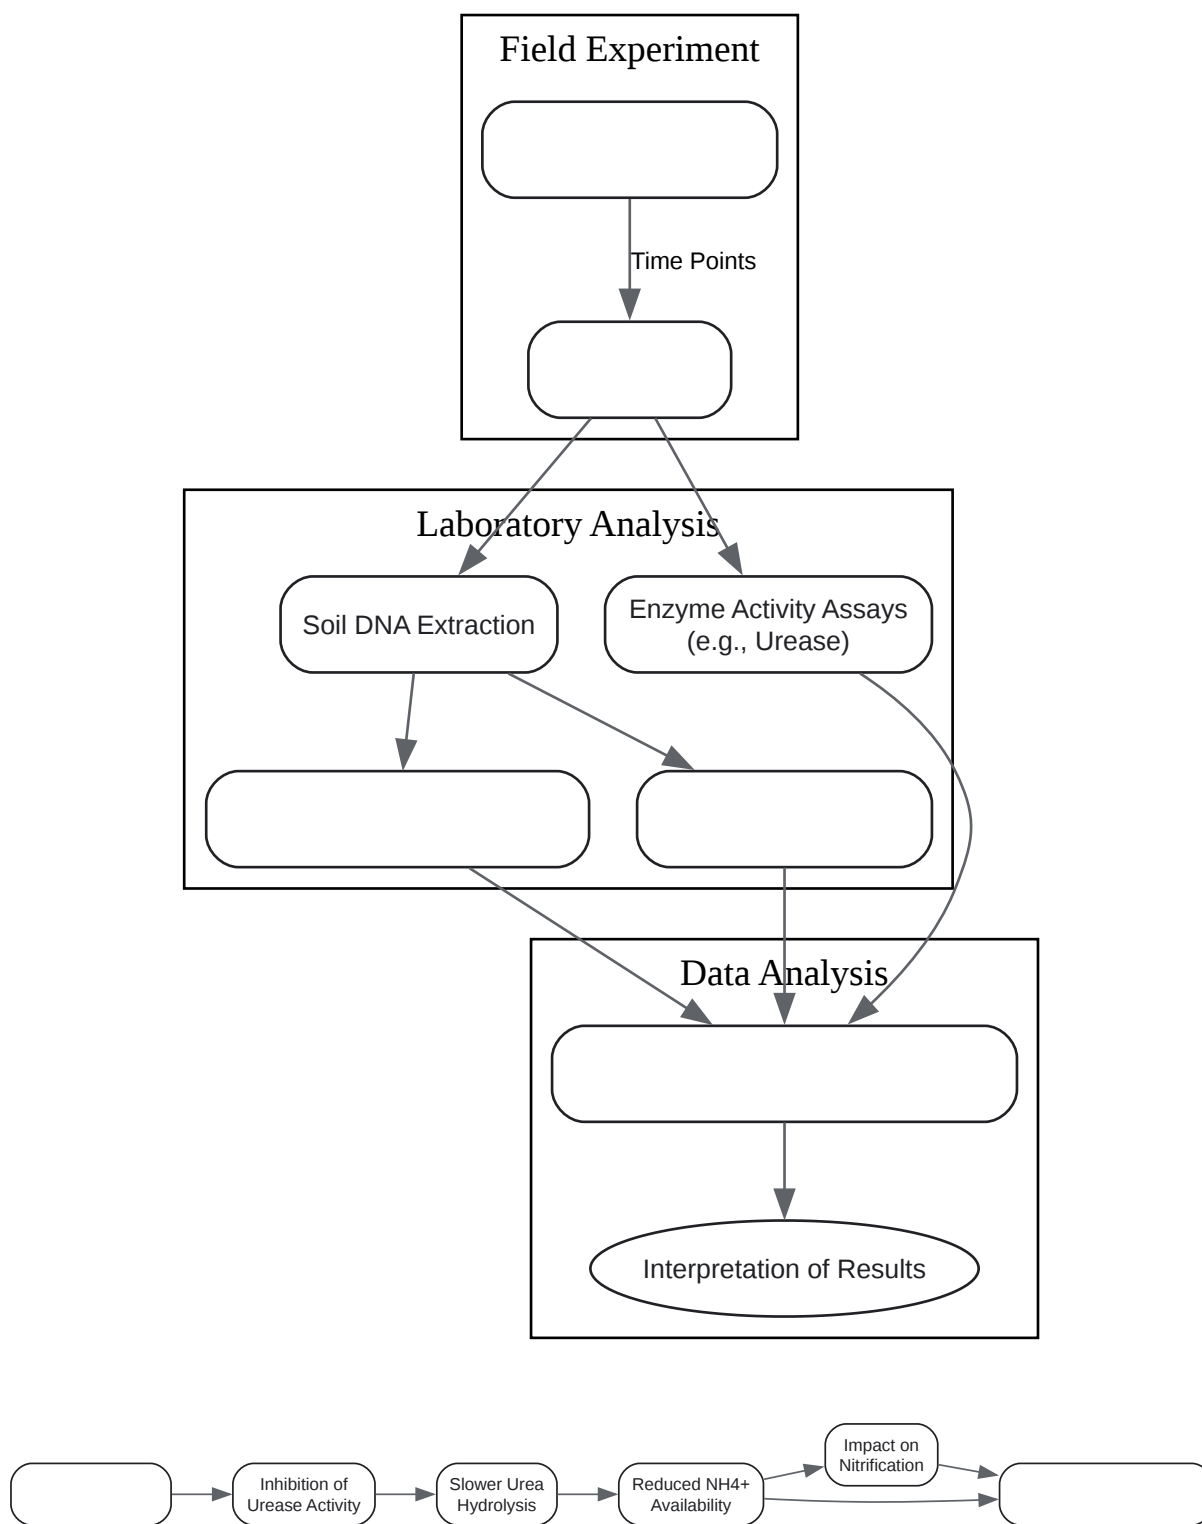 Field Experiment
Time Points
Laboratory Analysis
Soil DNA Extraction
Enzyme Activity Assays
(e.g., Urease)
Data Analysis
Interpretation of Results
Inhibition of
Urease Activity
Slower Urea
Hydrolysis
Reduced NH4+
Availability
Impact on
Nitrification